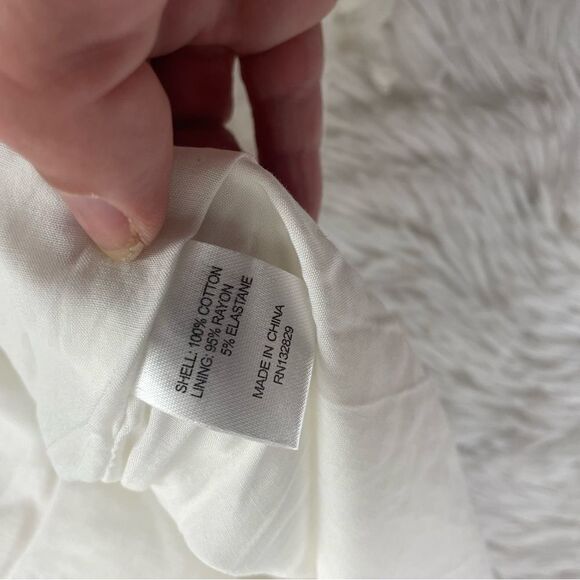 SHELL: 100% COTTON
LINING: 95% RAYON
5% ELASTANE
MADE IN CHINA
RN132829